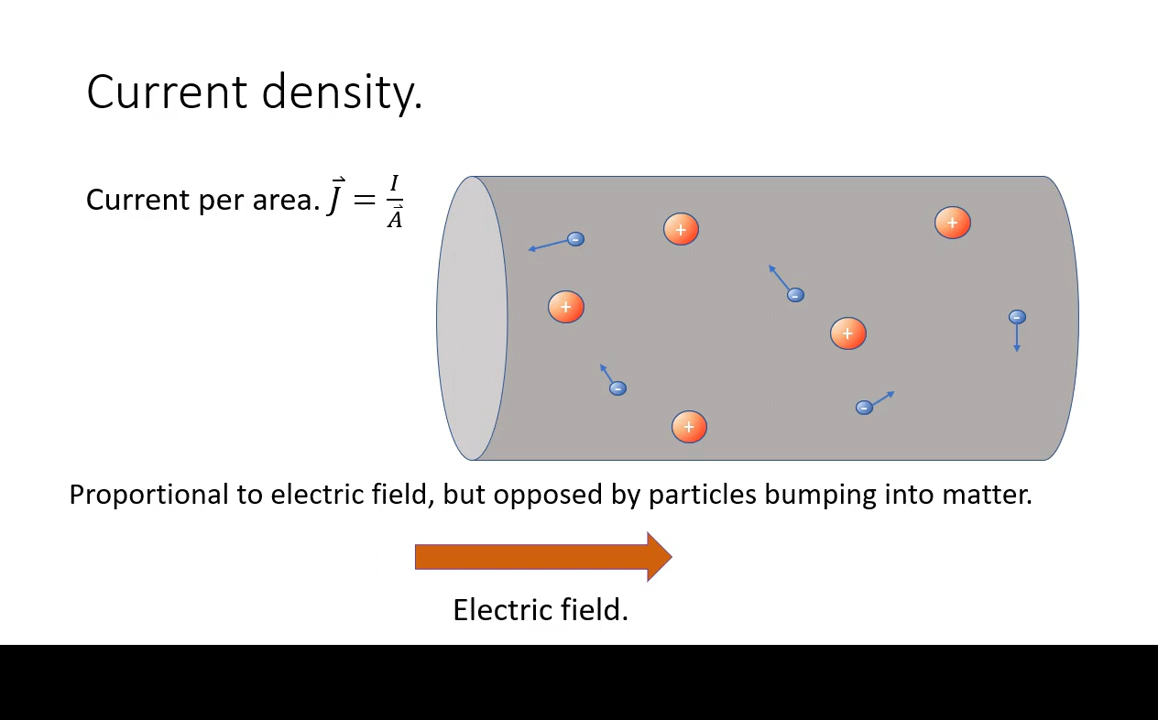 Current density.
Current per area. $\vec{J} = \frac{I}{\vec{A}}$
- + +
+ - + -
- - +
Proportional to electric field, but opposed by particles bumping into matter.
Electric field.